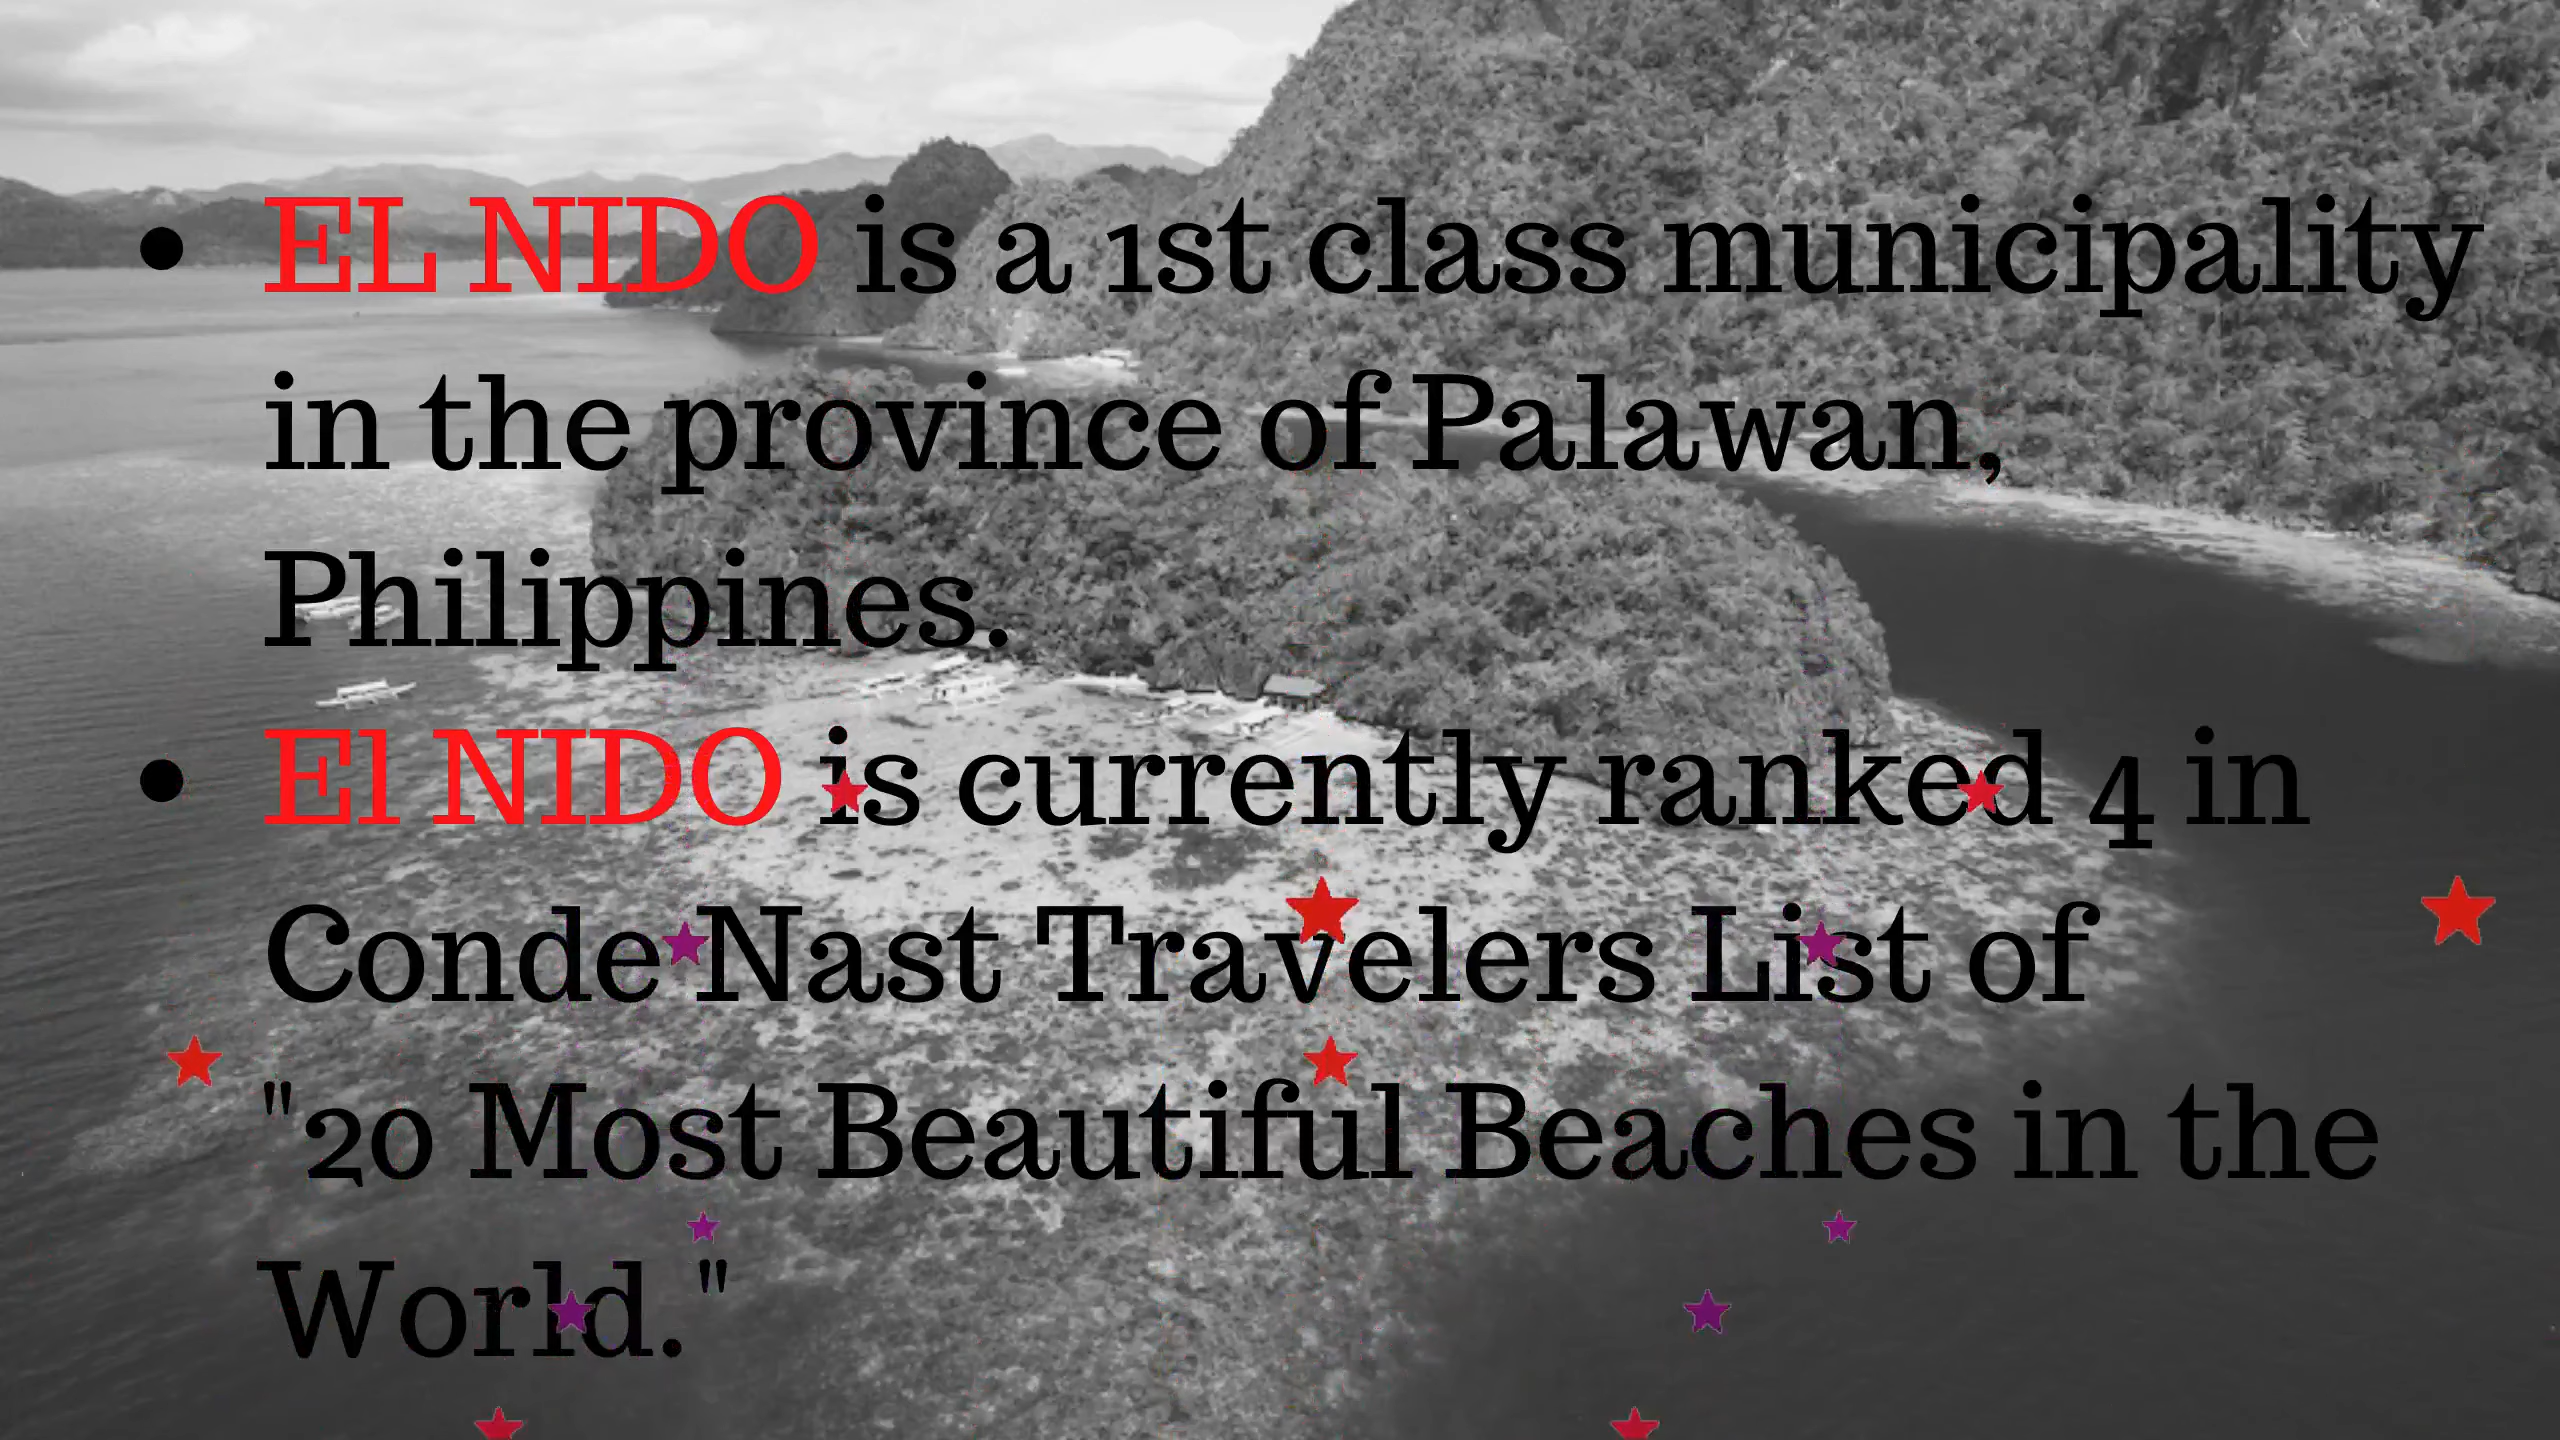 • EL NIDO is a 1st class municipality
in the province of Palawan,
Philippines.
• El NIDO is currently ranked 4 in
Conde Nast Travelers List of
"20 Most Beautiful Beaches in the
World."